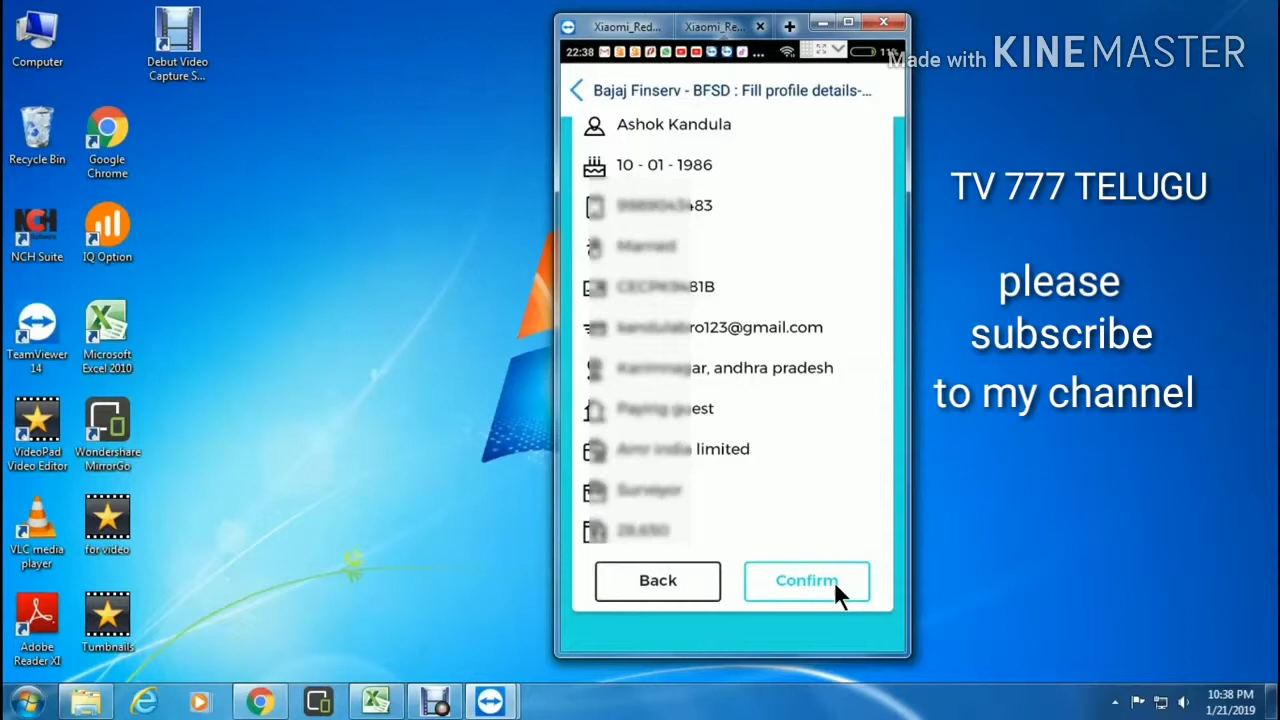 Computer
Debut Video
Capture S...
Recycle Bin
Google
Chrome
NCH
NCH Suite
IQ Option
TeamViewer
14
Microsoft
Excel 2010
VideoPad
Video Editor
Wondershare
MirrorGo
VLC media
player
for video
Adobe
Reader XI
Tumbnails
Xiaomi_Red...
Xiaomi_Re...
22:38
Made with KINEMASTER
Bajaj Finserv - BFSD : Fill profile details-...
Ashok Kandula
10 - 01 - 1986
83
81B
ro123@gmail.com
ar, andhra pradesh
guest
limited
Back
Confirm
TV 777 TELUGU
please
subscribe
to my channel
10:38 PM
1/21/2019